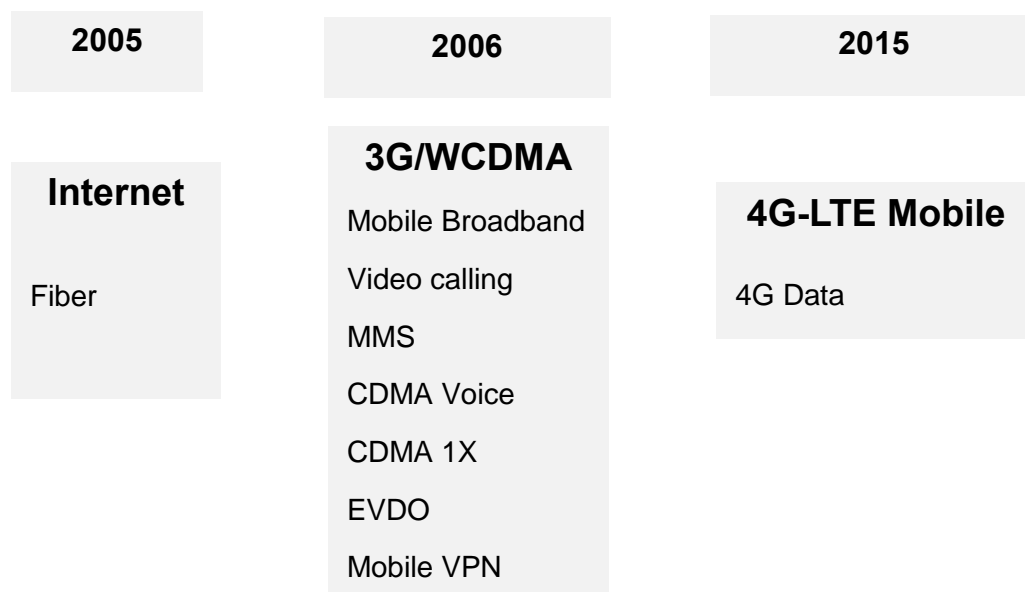 2005
Internet
Fiber
2006
3G/WCDMA
Mobile Broadband
Video calling
MMS
CDMA Voice
CDMA 1X
EVDO
Mobile VPN
2015
4G-LTE Mobile
4G Data